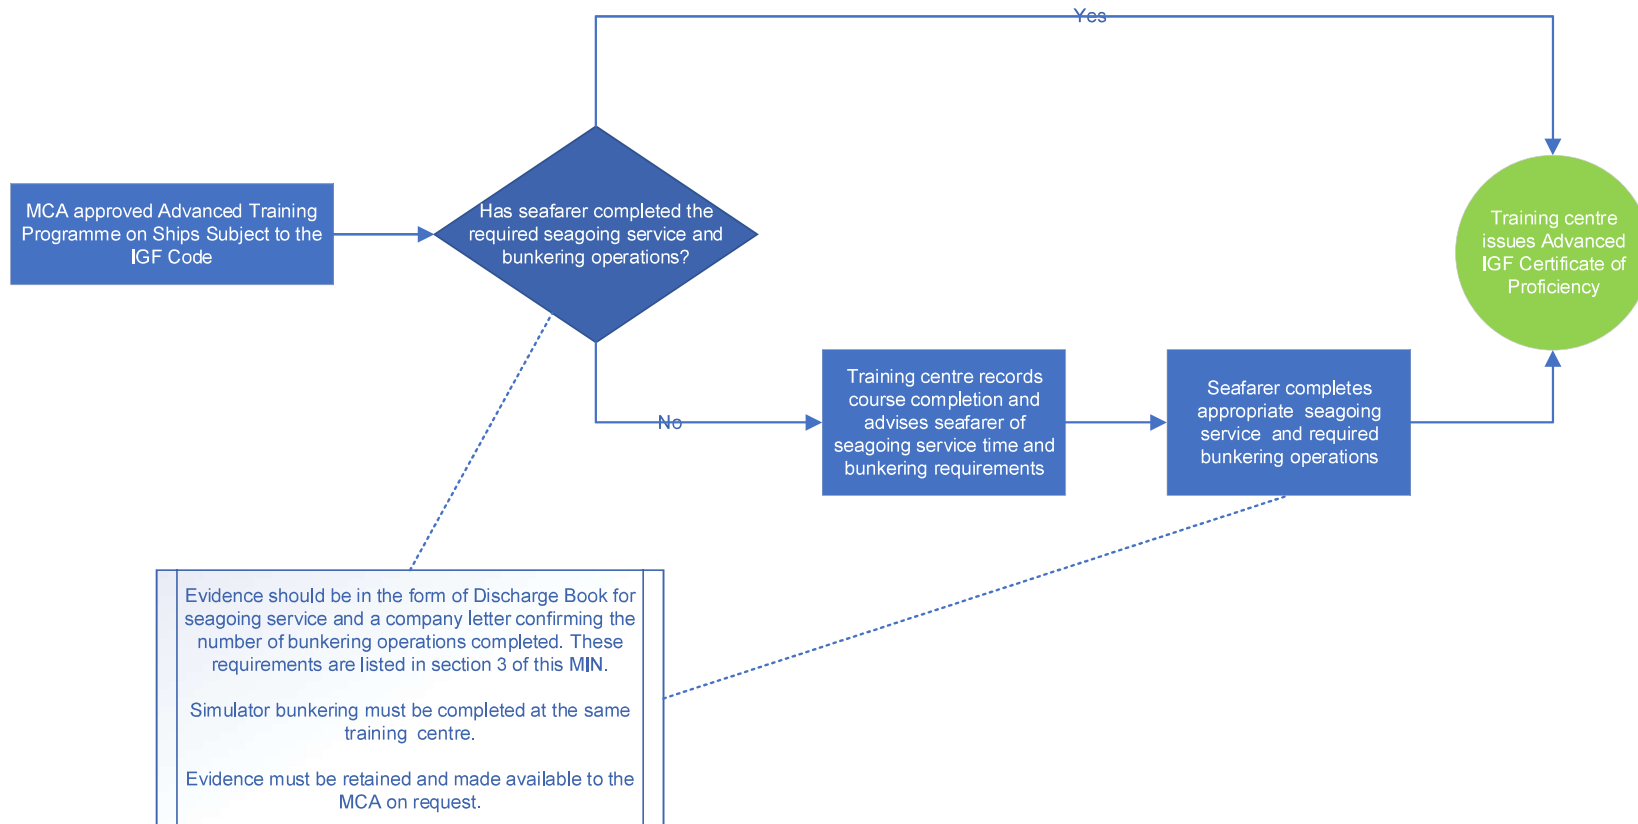 Yes
MCA approved Advanced Training
Programme on Ships Subject to the
IGF Code
Has seafarer completed the
required seagoing service and
bunkering operations?
Training centre
issues Advanced
IGF Certificate of
Proficiency
No
Training centre records
course completion and
advises seafarer of
seagoing service time and
bunkering requirements
Seafarer completes
appropriate seagoing
service and required
bunkering operations
Evidence should be in the form of Discharge Book for
seagoing service and a company letter confirming the
number of bunkering operations completed. These
requirements are listed in section 3 of this MIN.
Simulator bunkering must be completed at the same
training centre.
Evidence must be retained and made available to the
MCA on request.